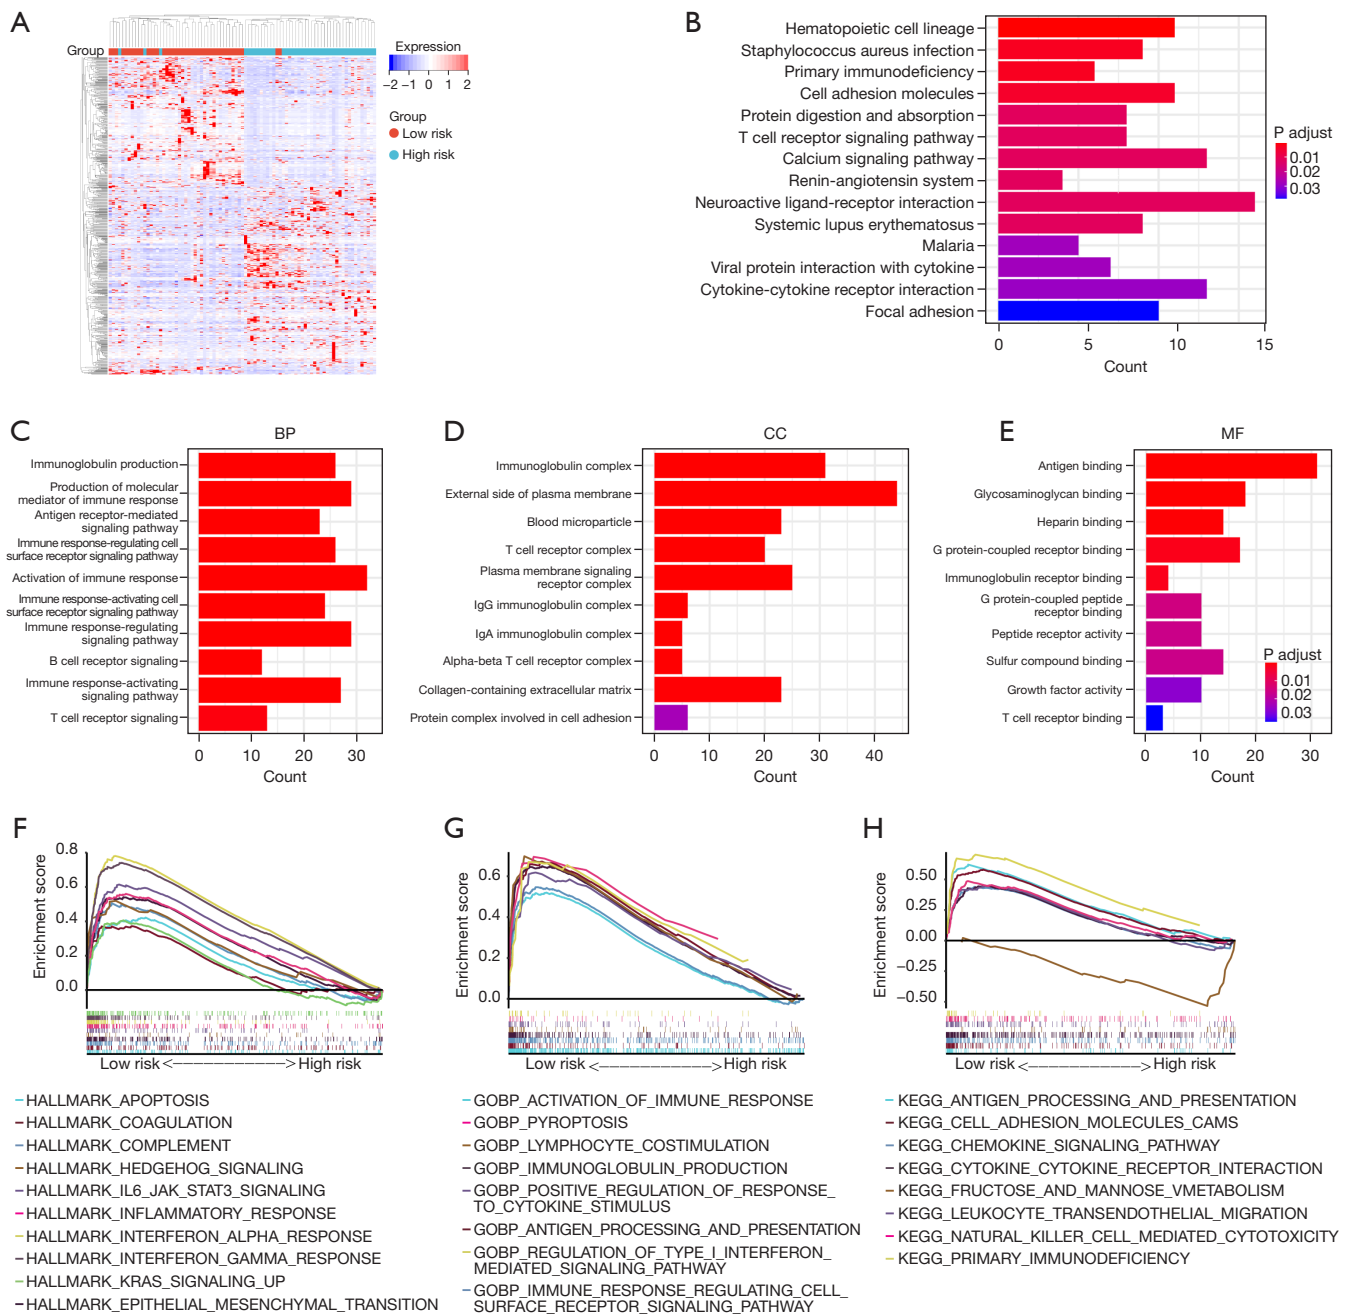 A
Group
Expression
−2 −1 0 1 2
Group
Low risk
High risk
B
Hematopoietic cell lineage
Staphylococcus aureus infection
Primary immunodeficiency
Cell adhesion molecules
Protein digestion and absorption
T cell receptor signaling pathway
Calcium signaling pathway
Renin-angiotensin system
Neuroactive ligand-receptor interaction
Systemic lupus erythematosus
Malaria
Viral protein interaction with cytokine
Cytokine-cytokine receptor interaction
Focal adhesion
0 5 10 15
Count
P adjust
0.01
0.02
0.03
C
BP
Immunoglobulin production
Production of molecular
mediator of immune response
Antigen receptor-mediated
signaling pathway
Immune response-regulating cell
surface receptor signaling pathway
Activation of immune response
Immune response-activating cell
surface receptor signaling pathway
Immune response-regulating
signaling pathway
B cell receptor signaling
Immune response-activating
signaling pathway
T cell receptor signaling
0 10 20 30
Count
D
CC
Immunoglobulin complex
External side of plasma membrane
Blood microparticle
T cell receptor complex
Plasma membrane signaling
receptor complex
IgG immunoglobulin complex
IgA immunoglobulin complex
Alpha-beta T cell receptor complex
Collagen-containing extracellular matrix
Protein complex involved in cell adhesion
0 10 20 30 40
Count
E
MF
Antigen binding
Glycosaminoglycan binding
Heparin binding
G protein-coupled receptor binding
Immunoglobulin receptor binding
G protein-coupled peptide
receptor binding
Peptide receptor activity
Sulfur compound binding
Growth factor activity
T cell receptor binding
0 10 20 30
Count
P adjust
0.01
0.02
0.03
F
Enrichment score
0.8
0.6
0.4
0.2
0.0
Low risk <−−−−−−−−−−−> High risk
HALLMARK_APOPTOSIS
HALLMARK_COAGULATION
HALLMARK_COMPLEMENT
HALLMARK_HEDGEHOG_SIGNALING
HALLMARK_IL6_JAK_STAT3_SIGNALING
HALLMARK_INFLAMMATORY_RESPONSE
HALLMARK_INTERFERON_ALPHA_RESPONSE
HALLMARK_INTERFERON_GAMMA_RESPONSE
HALLMARK_KRAS_SIGNALING_UP
HALLMARK_EPITHELIAL_MESENCHYMAL_TRANSITION
G
Enrichment score
0.6
0.4
0.2
0.0
Low risk <−−−−−−−−−−−> High risk
GOBP_ACTIVATION_OF_IMMUNE_RESPONSE
GOBP_PYROPTOSIS
GOBP_LYMPHOCYTE_COSTIMULATION
GOBP_IMMUNOGLOBULIN_PRODUCTION
GOBP_POSITIVE_REGULATION_OF_RESPONSE_
TO_CYTOKINE_STIMULUS
GOBP_ANTIGEN_PROCESSING_AND_PRESENTATION
GOBP_REGULATION_OF_TYPE_I_INTERFERON_
MEDIATED_SIGNALING_PATHWAY
GOBP_IMMUNE_RESPONSE_REGULATING_CELL_
SURFACE_RECEPTOR_SIGNALING_PATHWAY
H
Enrichment score
0.50
0.25
0.00
−0.25
−0.50
Low risk <−−−−−−−−−−−> High risk
KEGG_ANTIGEN_PROCESSING_AND_PRESENTATION
KEGG_CELL_ADHESION_MOLECULES_CAMS
KEGG_CHEMOKINE_SIGNALING_PATHWAY
KEGG_CYTOKINE_CYTOKINE_RECEPTOR_INTERACTION
KEGG_FRUCTOSE_AND_MANNOSE_VMETABOLISM
KEGG_LEUKOCYTE_TRANSENDOTHELIAL_MIGRATION
KEGG_NATURAL_KILLER_CELL_MEDIATED_CYTOTOXICITY
KEGG_PRIMARY_IMMUNODEFICIENCY